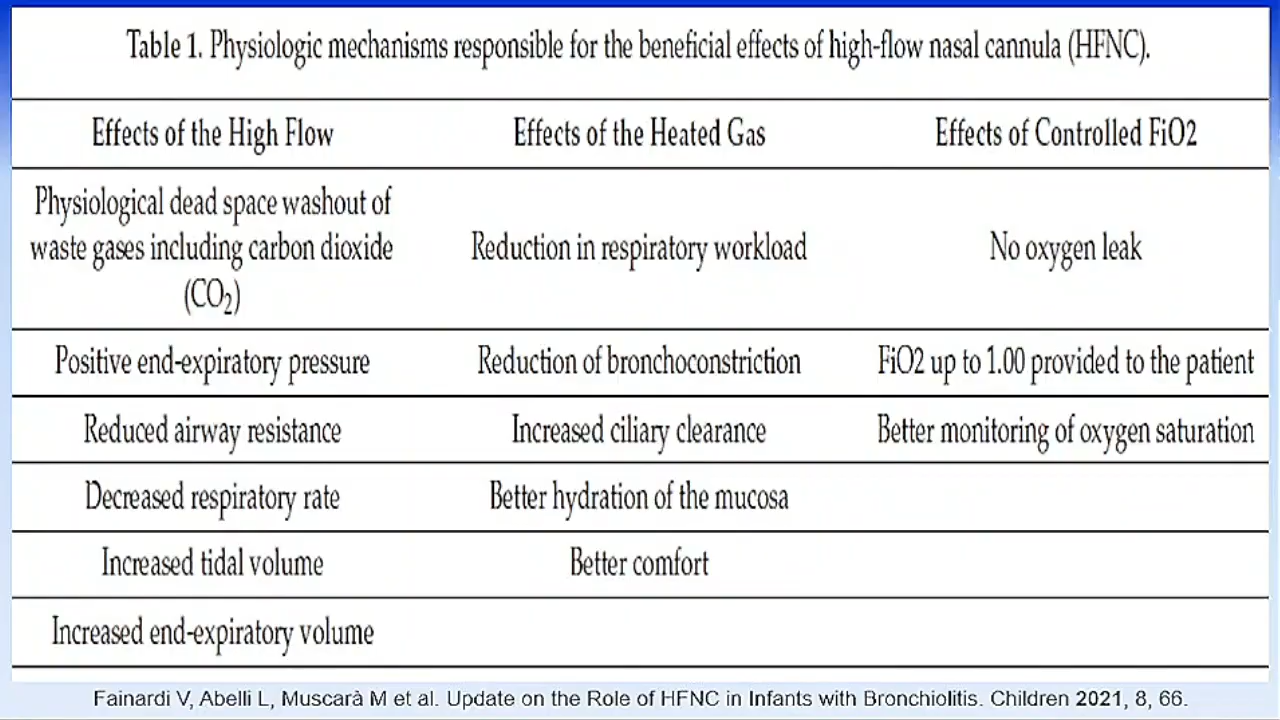 Table 1. Physiologic mechanisms responsible for the beneficial effects of high-flow nasal cannula (HFNC).
Effects of the High Flow
Effects of the Heated Gas
Effects of Controlled FiO2
Physiological dead space washout of
waste gases including carbon dioxide
(CO₂)
Reduction in respiratory workload
No oxygen leak
Positive end-expiratory pressure
Reduction of bronchoconstriction
FiO2 up to 1.00 provided to the patient
Reduced airway resistance
Increased ciliary clearance
Better monitoring of oxygen saturation
Decreased respiratory rate
Better hydration of the mucosa
Increased tidal volume
Better comfort
Increased end-expiratory volume
Fainardi V, Abelli L, Muscarà M et al. Update on the Role of HFNC in Infants with Bronchiolitis. Children 2021, 8, 66.